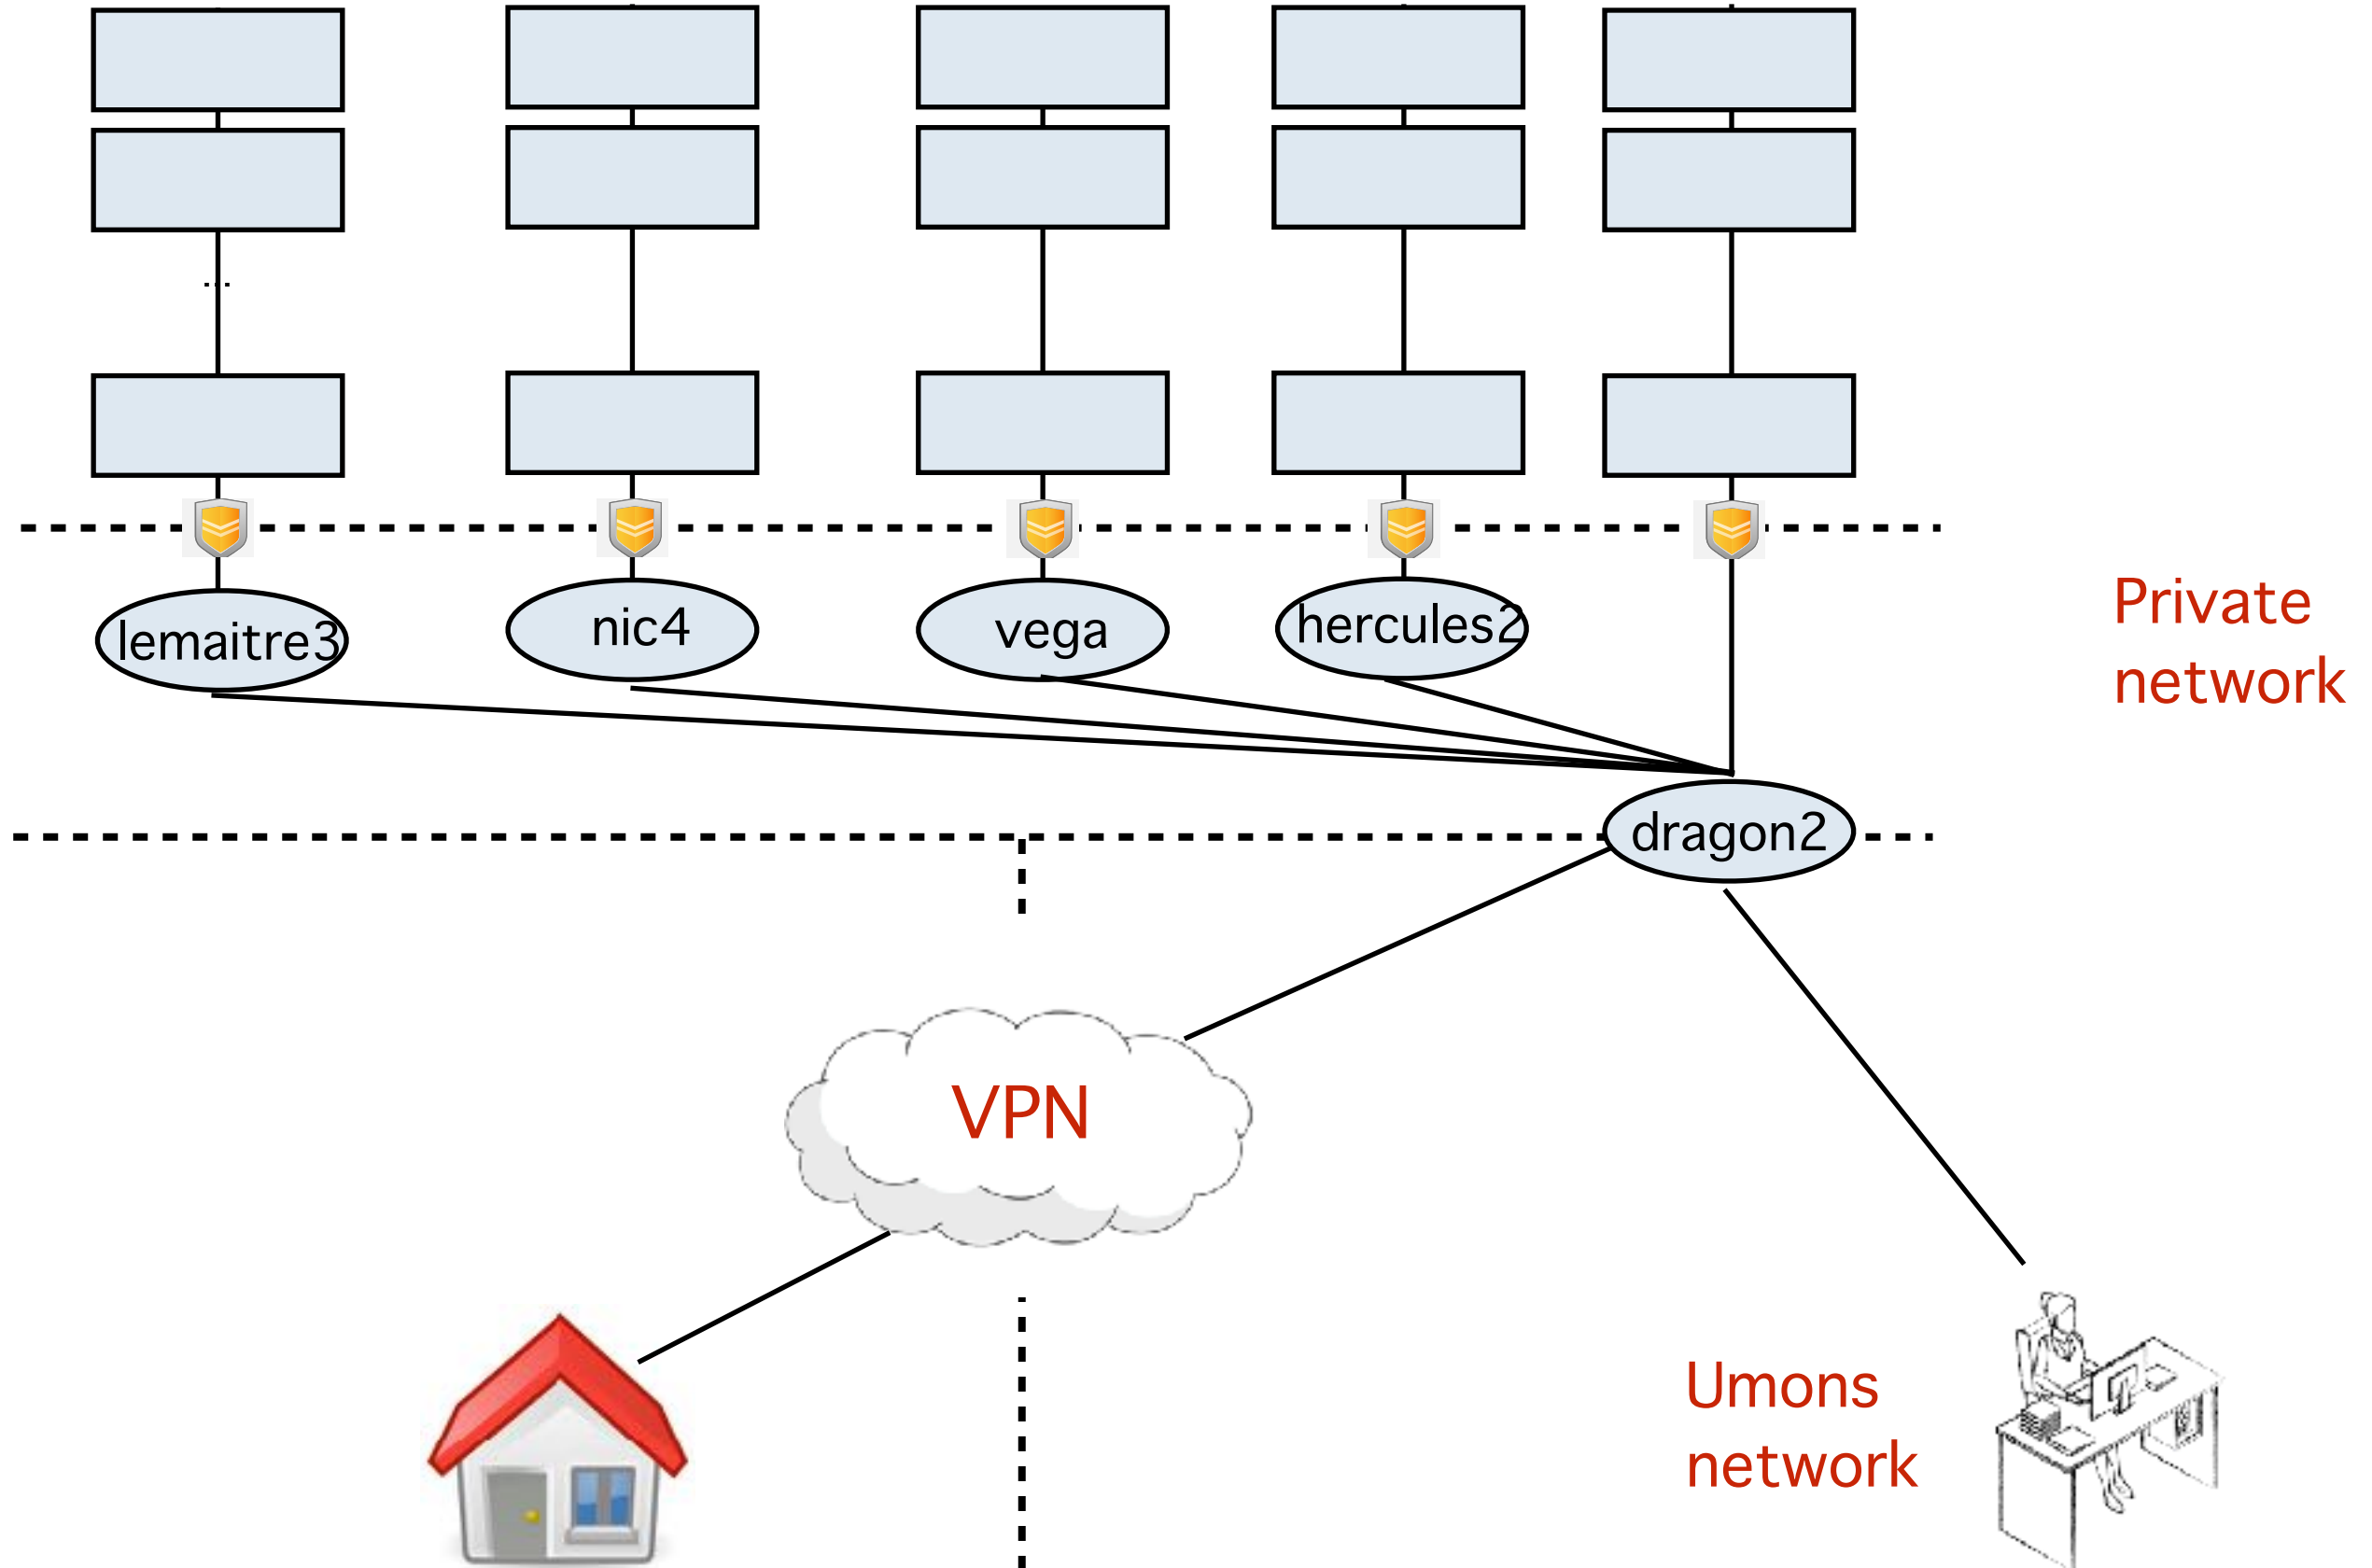 ...
lemaitre3
nic4
vega
hercules2
Private
network
dragon2
VPN
Umons
network